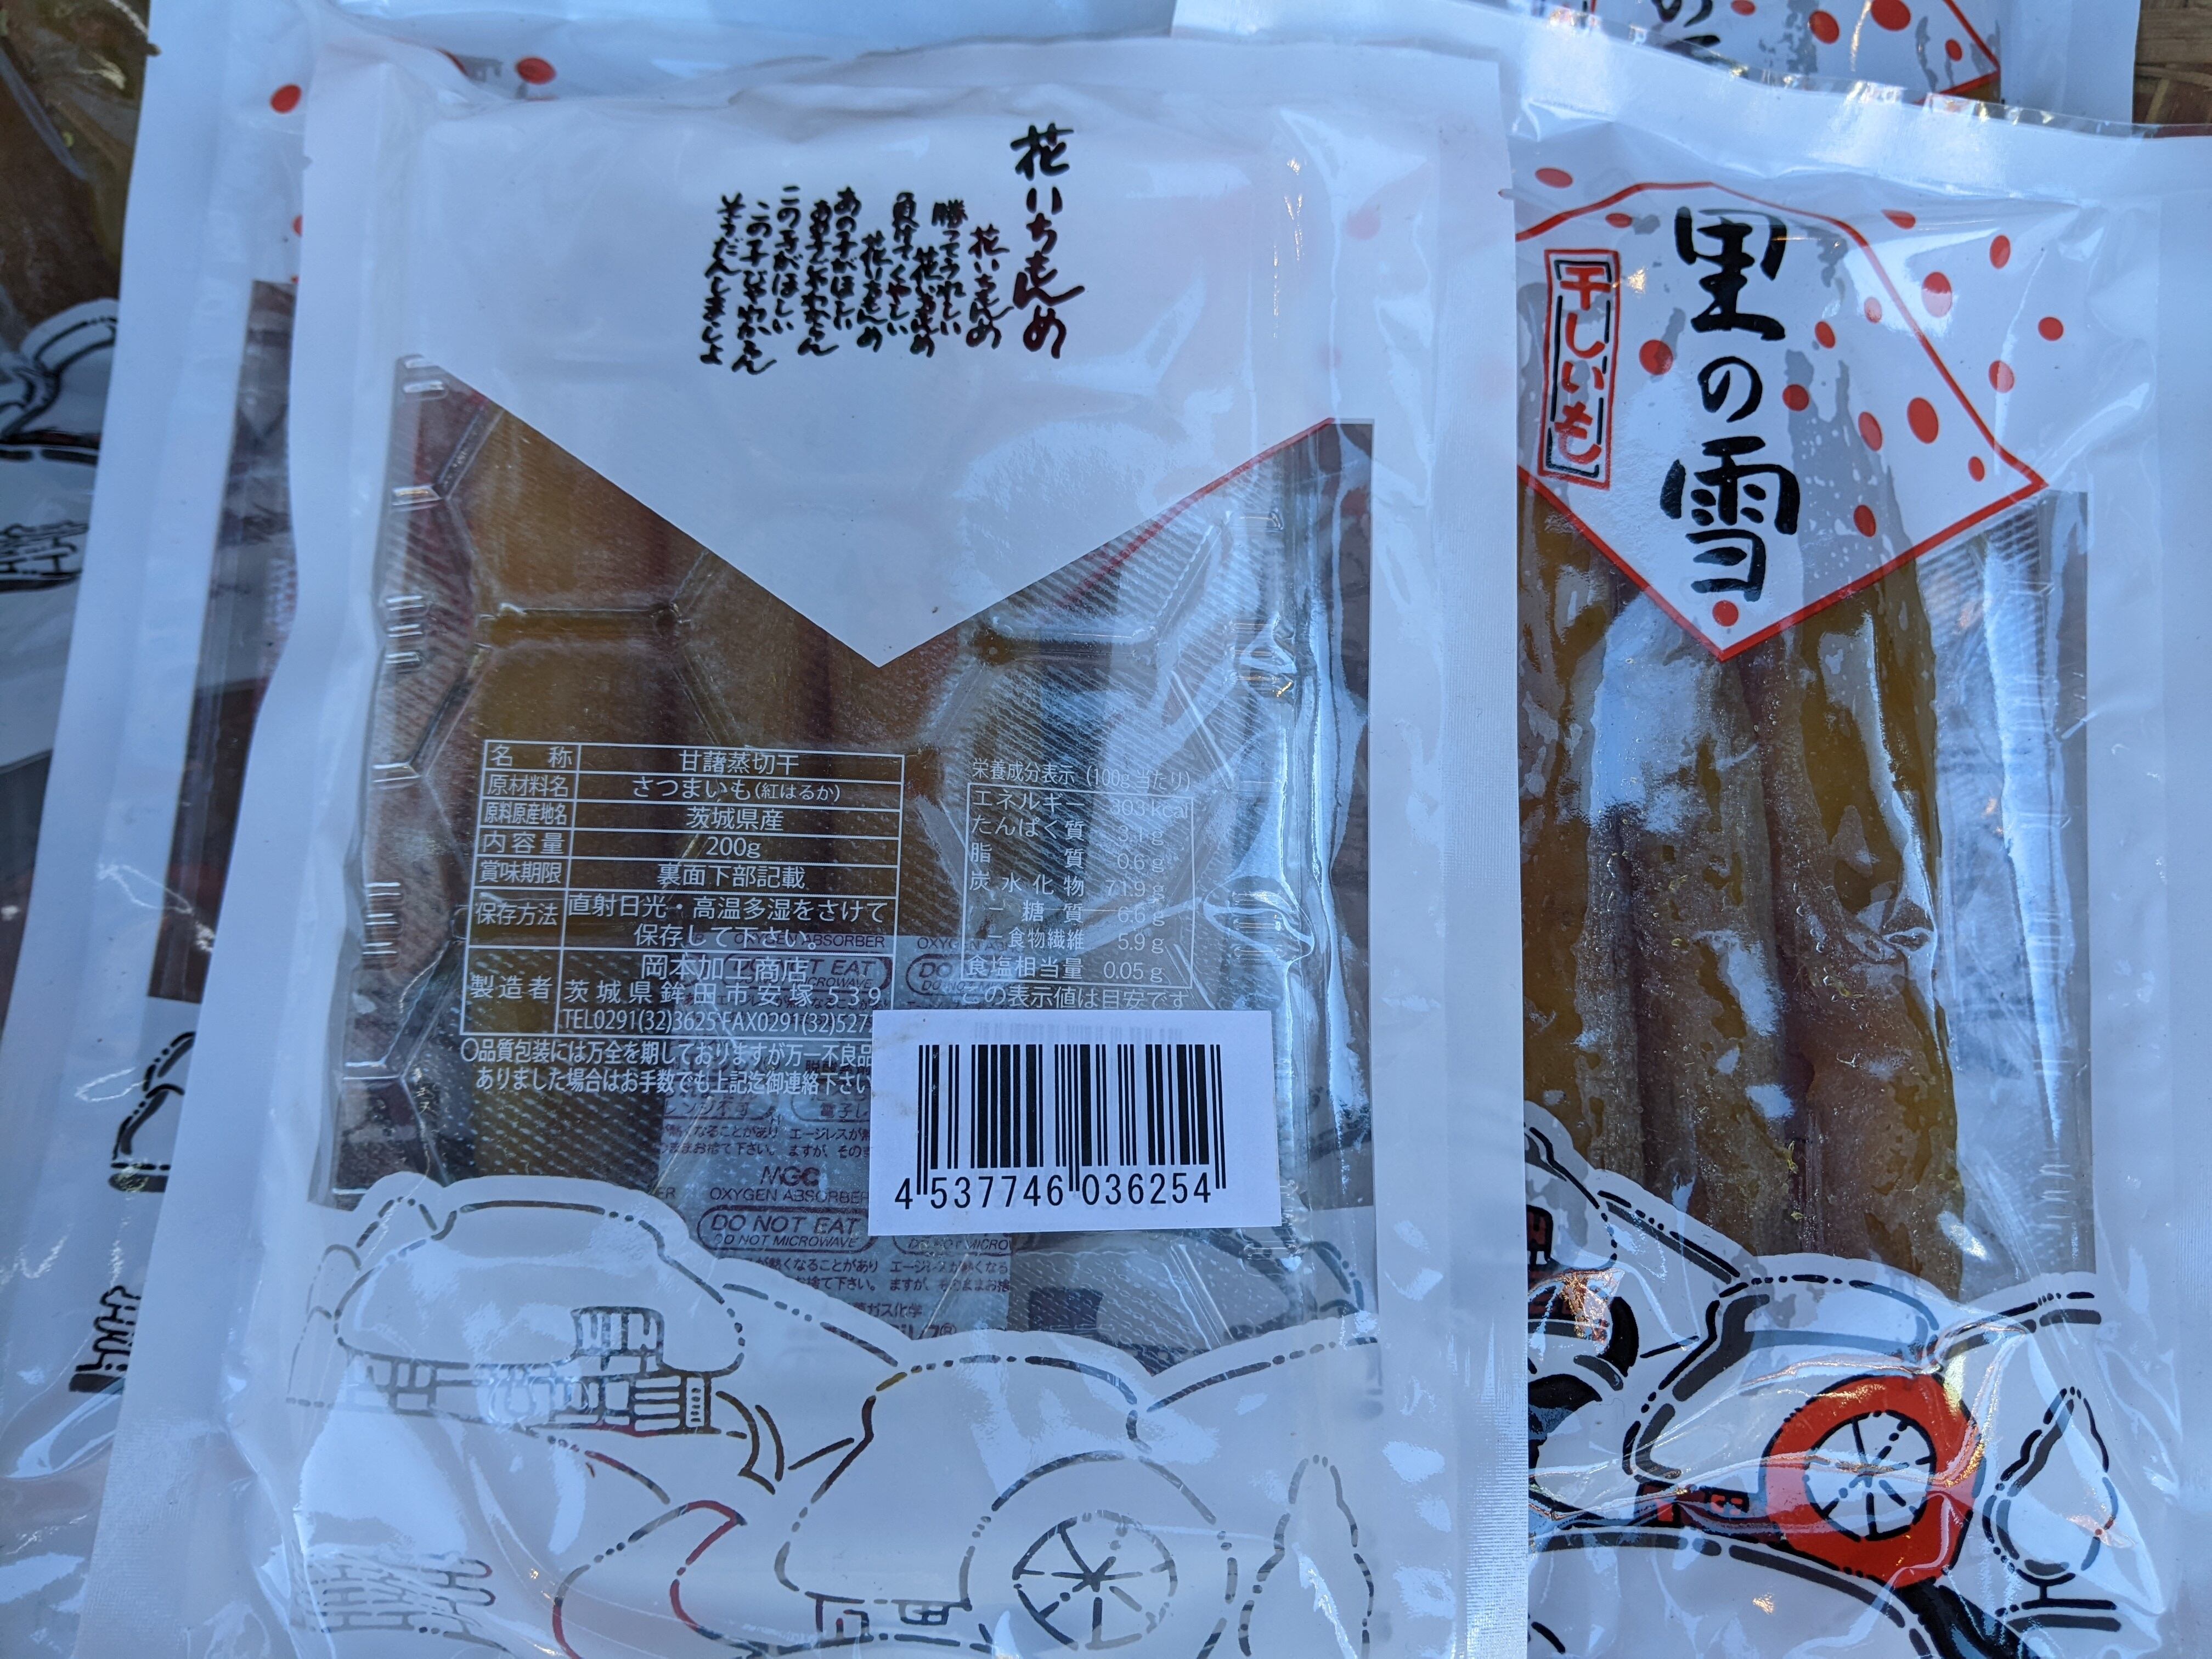 花いちもんめ
花いちもんめ
勝ってうれしい
花いちもんめ
負けてくやしい
花いちもんめ
あの子がほしい
あの子じゃわからん
この子がほしい
この子じゃわからん
そうだんしましょ
名 称 甘藷蒸切干
原材料名 さつまいも(紅はるか)
原料原産地名 茨城県産
内容量 200g
賞味期限 裏面下部記載
保存方法 直射日光・高温多湿をさけて
保存して下さい。
製造者 岡本加工商店
茨城県鉾田市安塚539
TEL0291(32)3625 FAX0291(32)527
〇品質包装には万全を期しておりますが万一不良品
ありました場合はお手数でも上記迄御連絡下さい
栄養成分表示(100g当たり)
エネルギー 303kcal
たんぱく質 3.1g
脂 質 0.6g
炭水化物 71.9g
－糖質 6.6g
－食物繊維 5.9g
食塩相当量 0.05g
この表示値は目安です
4 537746 036254
OXYGEN ABSORBER
MGC
OXYGEN ABSORBER
DO NOT EAT
DO NOT MICROWAVE
里の雪
干しいも